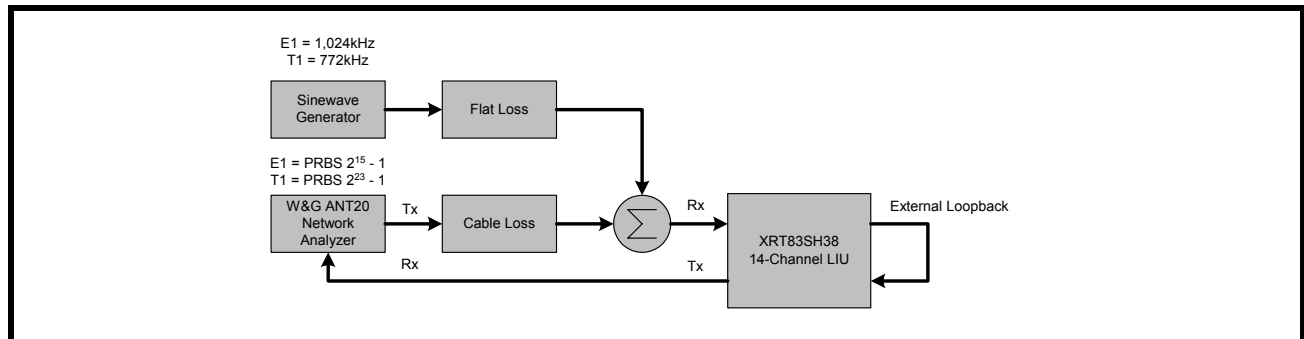 E1 = 1,024kHz
T1 = 772kHz
Sinewave
Generator
Flat Loss
E1 = PRBS 2¹⁵ - 1
T1 = PRBS 2²³ - 1
W&G ANT20
Network
Analyzer
Tx
Cable Loss
Σ
Rx
External Loopback
XRT83SH38
14-Channel LIU
Rx
Tx